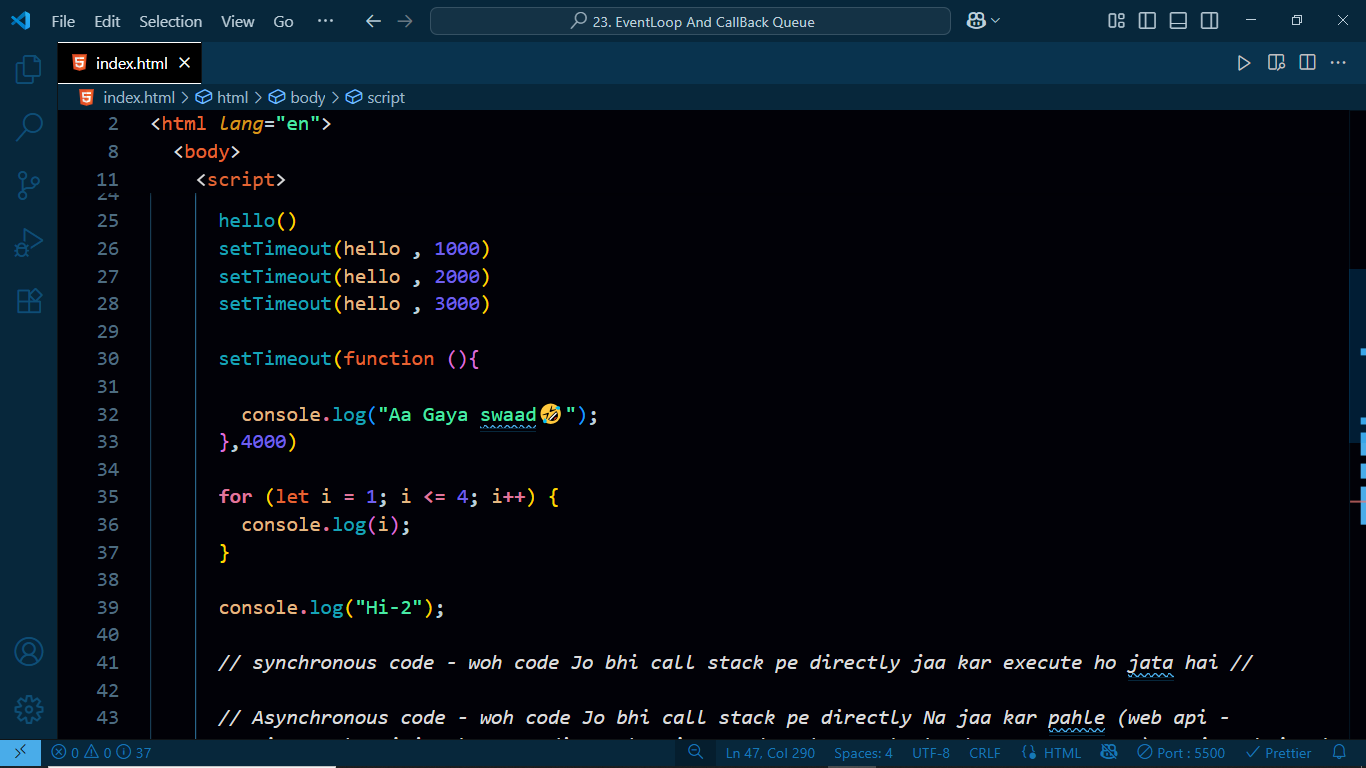 File Edit Selection View Go ··· 23. EventLoop And CallBack Queue
index.html
index.html > html > body > script
2 <html lang="en">
8 <body>
11 <script>
24
25 hello()
26 setTimeout(hello , 1000)
27 setTimeout(hello , 2000)
28 setTimeout(hello , 3000)
29
30 setTimeout(function (){
31
32 console.log("Aa Gaya swaad🤣");
33 },4000)
34
35 for (let i = 1; i <= 4; i++) {
36 console.log(i);
37 }
38
39 console.log("Hi-2");
40
41 // synchronous code - woh code Jo bhi call stack pe directly jaa kar execute ho jata hai //
42
43 // Asynchronous code - woh code Jo bhi call stack pe directly Na jaa kar pahle (web api -
0 0 37 Ln 47, Col 290 Spaces: 4 UTF-8 CRLF HTML Port : 5500 Prettier